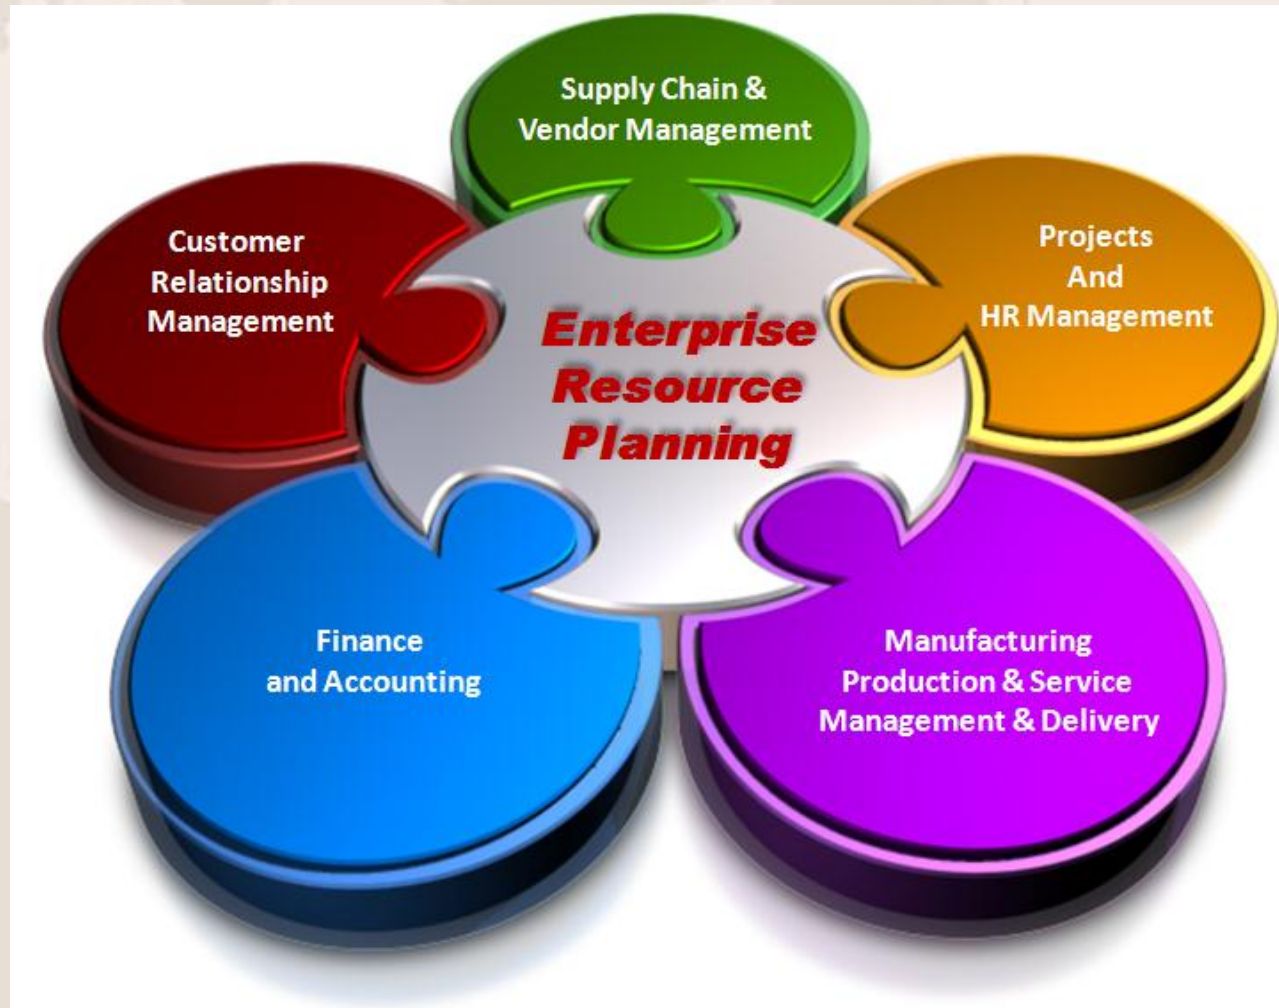 Supply Chain &
Vendor Management
Customer
Relationship
Management
Projects
And
HR Management
Enterprise
Resource
Planning
Finance
and Accounting
Manufacturing
Production & Service
Management & Delivery